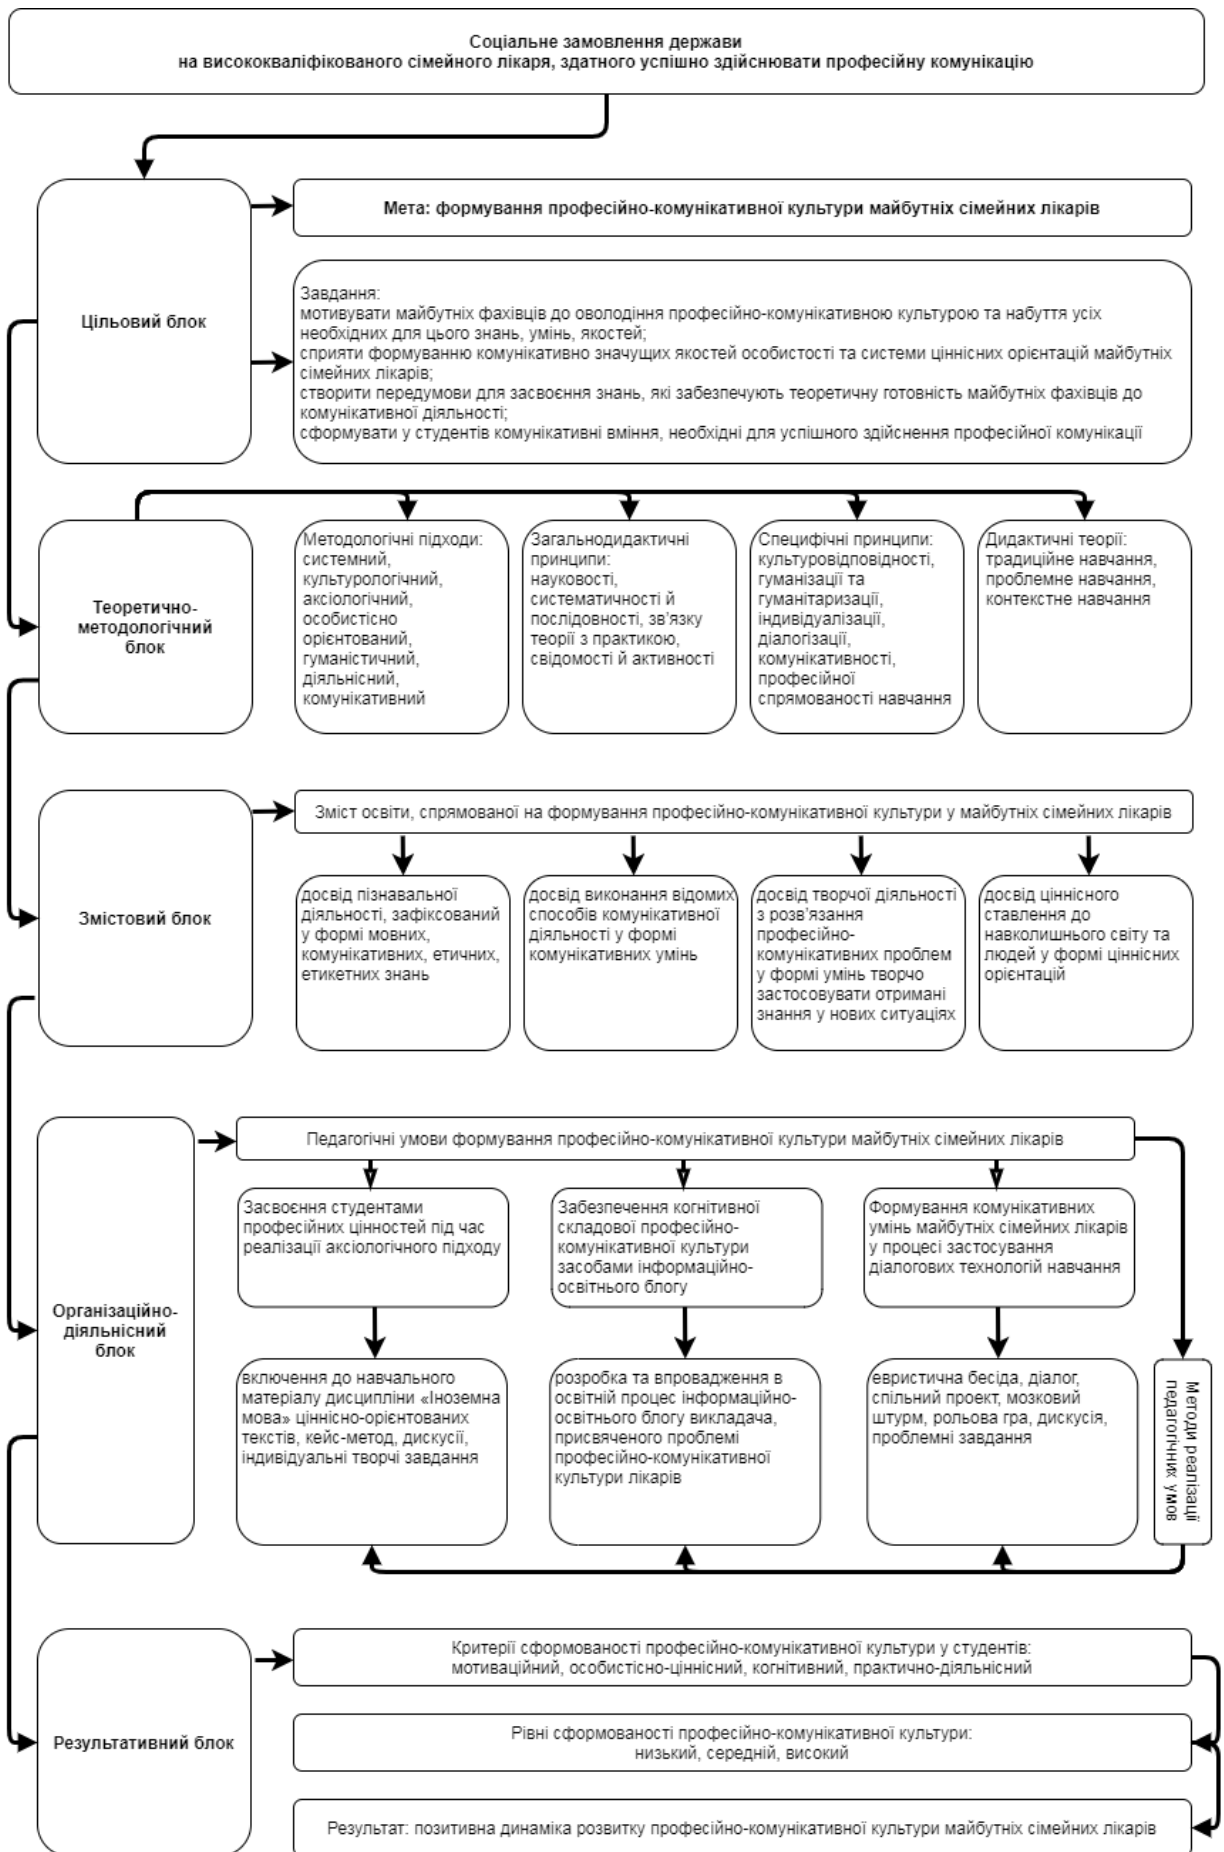 Соціальне замовлення держави
на висококваліфікованого сімейного лікаря, здатного успішно здійснювати професійну комунікацію
Цільовий блок
Мета: формування професійно-комунікативної культури майбутніх сімейних лікарів
Завдання:
мотивувати майбутніх фахівців до оволодіння професійно-комунікативною культурою та набуття усіх
необхідних для цього знань, умінь, якостей;
сприяти формуванню комунікативно значущих якостей особистості та системи ціннісних орієнтацій майбутніх
сімейних лікарів;
створити передумови для засвоєння знань, які забезпечують теоретичну готовність майбутніх фахівців до
комунікативної діяльності;
сформувати у студентів комунікативні вміння, необхідні для успішного здійснення професійної комунікації
Теоретично-
методологічний
блок
Методологічні підходи:
системний,
культурологічний,
аксіологічний,
особистісно
орієнтований,
гуманістичний,
діяльнісний,
комунікативний
Загальнодидактичні
принципи:
науковості,
систематичності й
послідовності, зв’язку
теорії з практикою,
свідомості й активності
Специфічні принципи:
культуровідповідності,
гуманізації та
гуманітаризації,
індивідуалізації,
діалогізації,
комунікативності,
професійної
спрямованості навчання
Дидактичні теорії:
традиційне навчання,
проблемне навчання,
контекстне навчання
Змістовий блок
Зміст освіти, спрямованої на формування професійно-комунікативної культури у майбутніх сімейних лікарів
досвід пізнавальної
діяльності, зафіксований
у формі мовних,
комунікативних, етичних,
етикетних знань
досвід виконання відомих
способів комунікативної
діяльності у формі
комунікативних умінь
досвід творчої діяльності
з розв’язання
професійно-
комунікативних проблем
у формі умінь творчо
застосовувати отримані
знання у нових ситуаціях
досвід ціннісного
ставлення до
навколишнього світу та
людей у формі ціннісних
орієнтацій
Організаційно-
діяльнісний
блок
Педагогічні умови формування професійно-комунікативної культури майбутніх сімейних лікарів
Засвоєння студентами
професійних цінностей під час
реалізації аксіологічного підходу
Забезпечення когнітивної
складової професійно-
комунікативної культури
засобами інформаційно-
освітнього блогу
Формування комунікативних
умінь майбутніх сімейних лікарів
у процесі застосування
діалогових технологій навчання
включення до навчального
матеріалу дисципліни «Іноземна
мова» ціннісно-орієнтованих
текстів, кейс-метод, дискусії,
індивідуальні творчі завдання
розробка та впровадження в
освітній процес інформаційно-
освітнього блогу викладача,
присвяченого проблемі
професійно-комунікативної
культури лікарів
евристична бесіда, діалог,
спільний проект, мозковий
штурм, рольова гра, дискусія,
проблемні завдання
Методи реалізації
педагогічних умов
Результативний блок
Критерії сформованості професійно-комунікативної культури у студентів:
мотиваційний, особистісно-ціннісний, когнітивний, практично-діяльнісний
Рівні сформованості професійно-комунікативної культури:
низький, середній, високий
Результат: позитивна динаміка розвитку професійно-комунікативної культури майбутніх сімейних лікарів